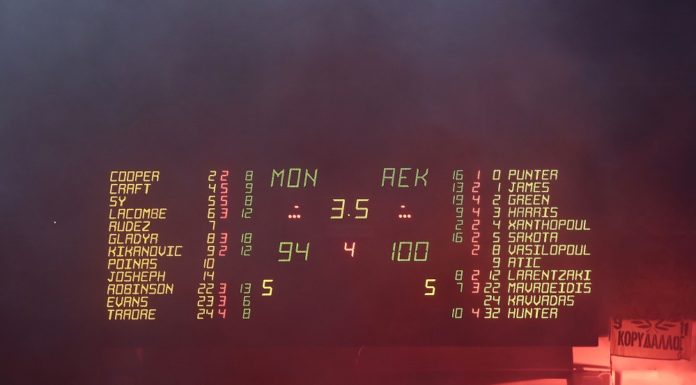 COOPER 2 2 8 MON AEK 16 1 0 PUNTER
CRAFT 4 5 9 13 2 1 JAMES
SY 5 5 8 19 4 2 GREEN
LACOMBE 6 3 12 3.5 9 4 3 HARRIS
RUDEZ 7 2 2 4 XANTHOPOUL
GLADYR 8 3 18 16 2 5 SAKOTA
KIKANOVIC 9 2 12 94 4 100 2 8 VASILOPOUL
POINAS 10 9 ATIC
JOSHEPH 14 8 2 12 LARENTZAKI
ROBINSON 22 3 13 5 5 7 3 22 MAVROEIDIS
EVANS 23 3 6 24 KAVVADAS
TRAORE 24 4 8 10 4 32 HUNTER
ΚΟΡΥΔΑΛΛΟΣ